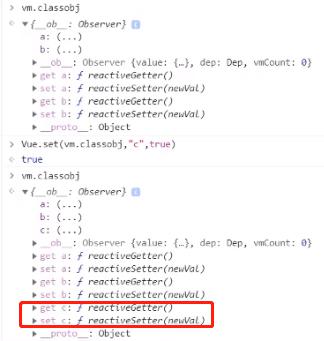 > vm.classobj
< ▼{__ob__: Observer} i
a: (...)
b: (...)
▶ __ob__: Observer {value: {…}, dep: Dep, vmCount: 0}
▶ get a: ƒ reactiveGetter()
▶ set a: ƒ reactiveSetter(newVal)
▶ get b: ƒ reactiveGetter()
▶ set b: ƒ reactiveSetter(newVal)
▶ __proto__: Object
> Vue.set(vm.classobj,"c",true)
< true
> vm.classobj
< ▼{__ob__: Observer} i
a: (...)
b: (...)
c: (...)
▶ __ob__: Observer {value: {…}, dep: Dep, vmCount: 0}
▶ get a: ƒ reactiveGetter()
▶ set a: ƒ reactiveSetter(newVal)
▶ get b: ƒ reactiveGetter()
▶ set b: ƒ reactiveSetter(newVal)
▶ get c: ƒ reactiveGetter()
▶ set c: ƒ reactiveSetter(newVal)
▶ __proto__: Object